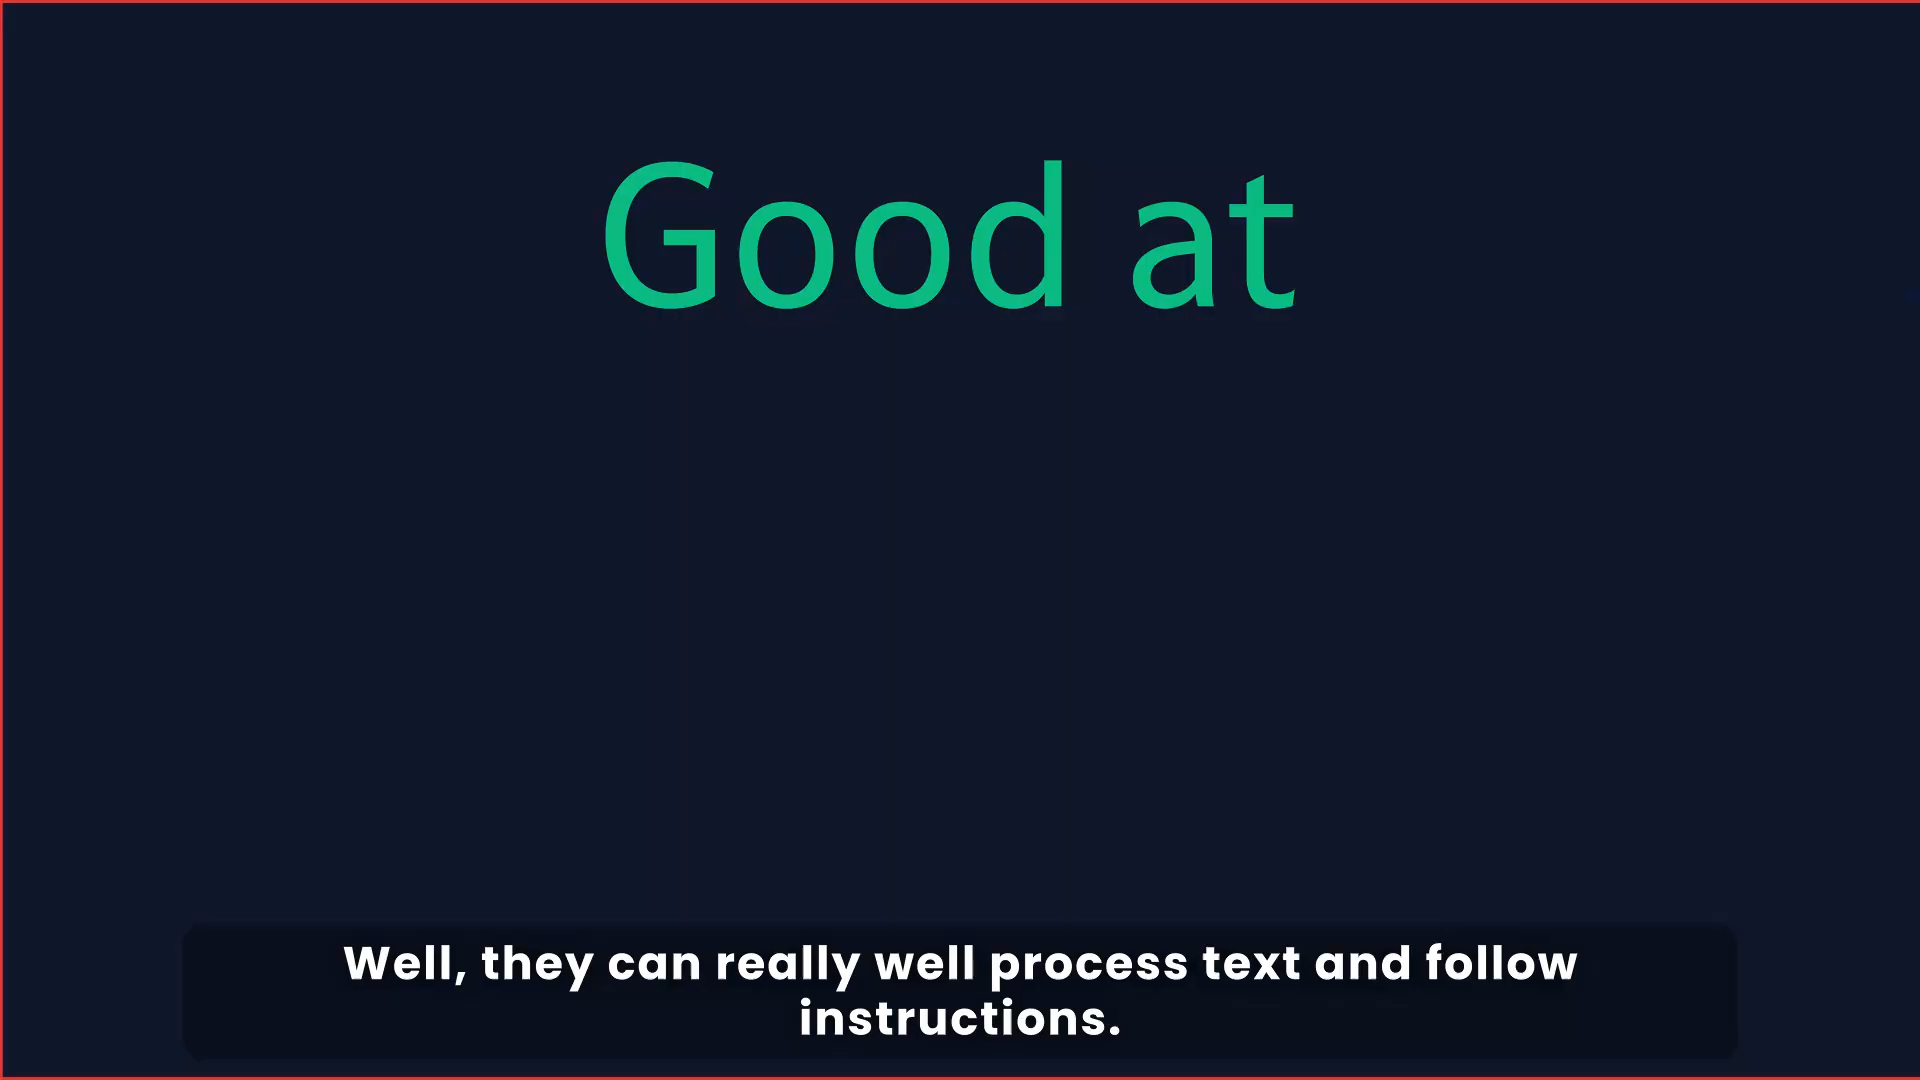 Good at
Well, they can really well process text and follow
instructions.